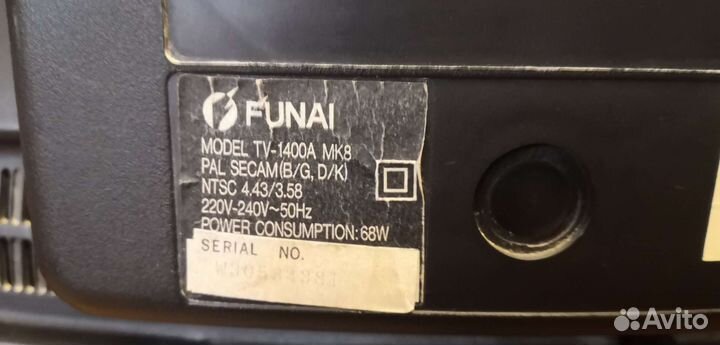 FUNAI
MODEL TV-1400A MK8
PAL SECAM(B/G, D/K)
NTSC 4.43/3.58
220V-240V~50Hz
POWER CONSUMPTION: 68W
SERIAL NO.
Avito